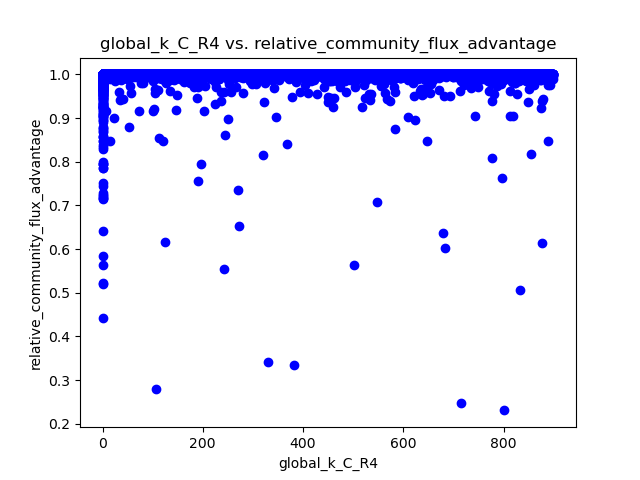 global_k_C_R4 vs. relative_community_flux_advantage
relative_community_flux_advantage
1.0
0.9
0.8
0.7
0.6
0.5
0.4
0.3
0.2
0 200 400 600 800
global_k_C_R4